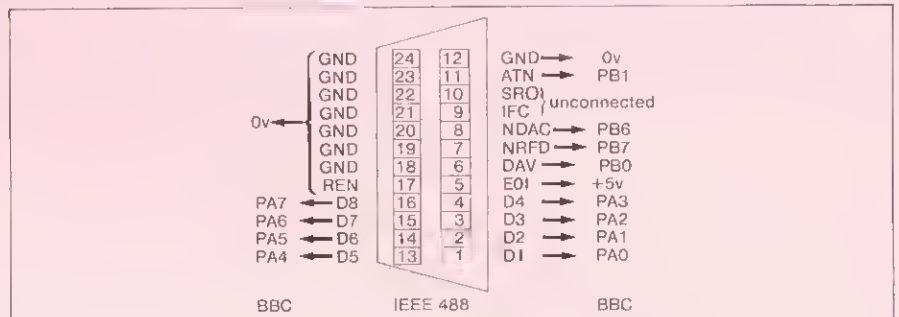 GND 24 12 GND → 0v
GND 23 11 ATN → PB1
GND 22 10 SRQ
GND 21 9 IFC } unconnected
0v ← GND 20 8 NDAC → PB6
GND 19 7 NRFD → PB7
GND 18 6 DAV → PB0
REN 17 5 EOI → +5v
PA7 ← D8 16 4 D4 → PA3
PA6 ← D7 15 3 D3 → PA2
PA5 ← D6 14 2 D2 → PA1
PA4 ← D5 13 1 D1 → PA0
BBC IEEE 488 BBC